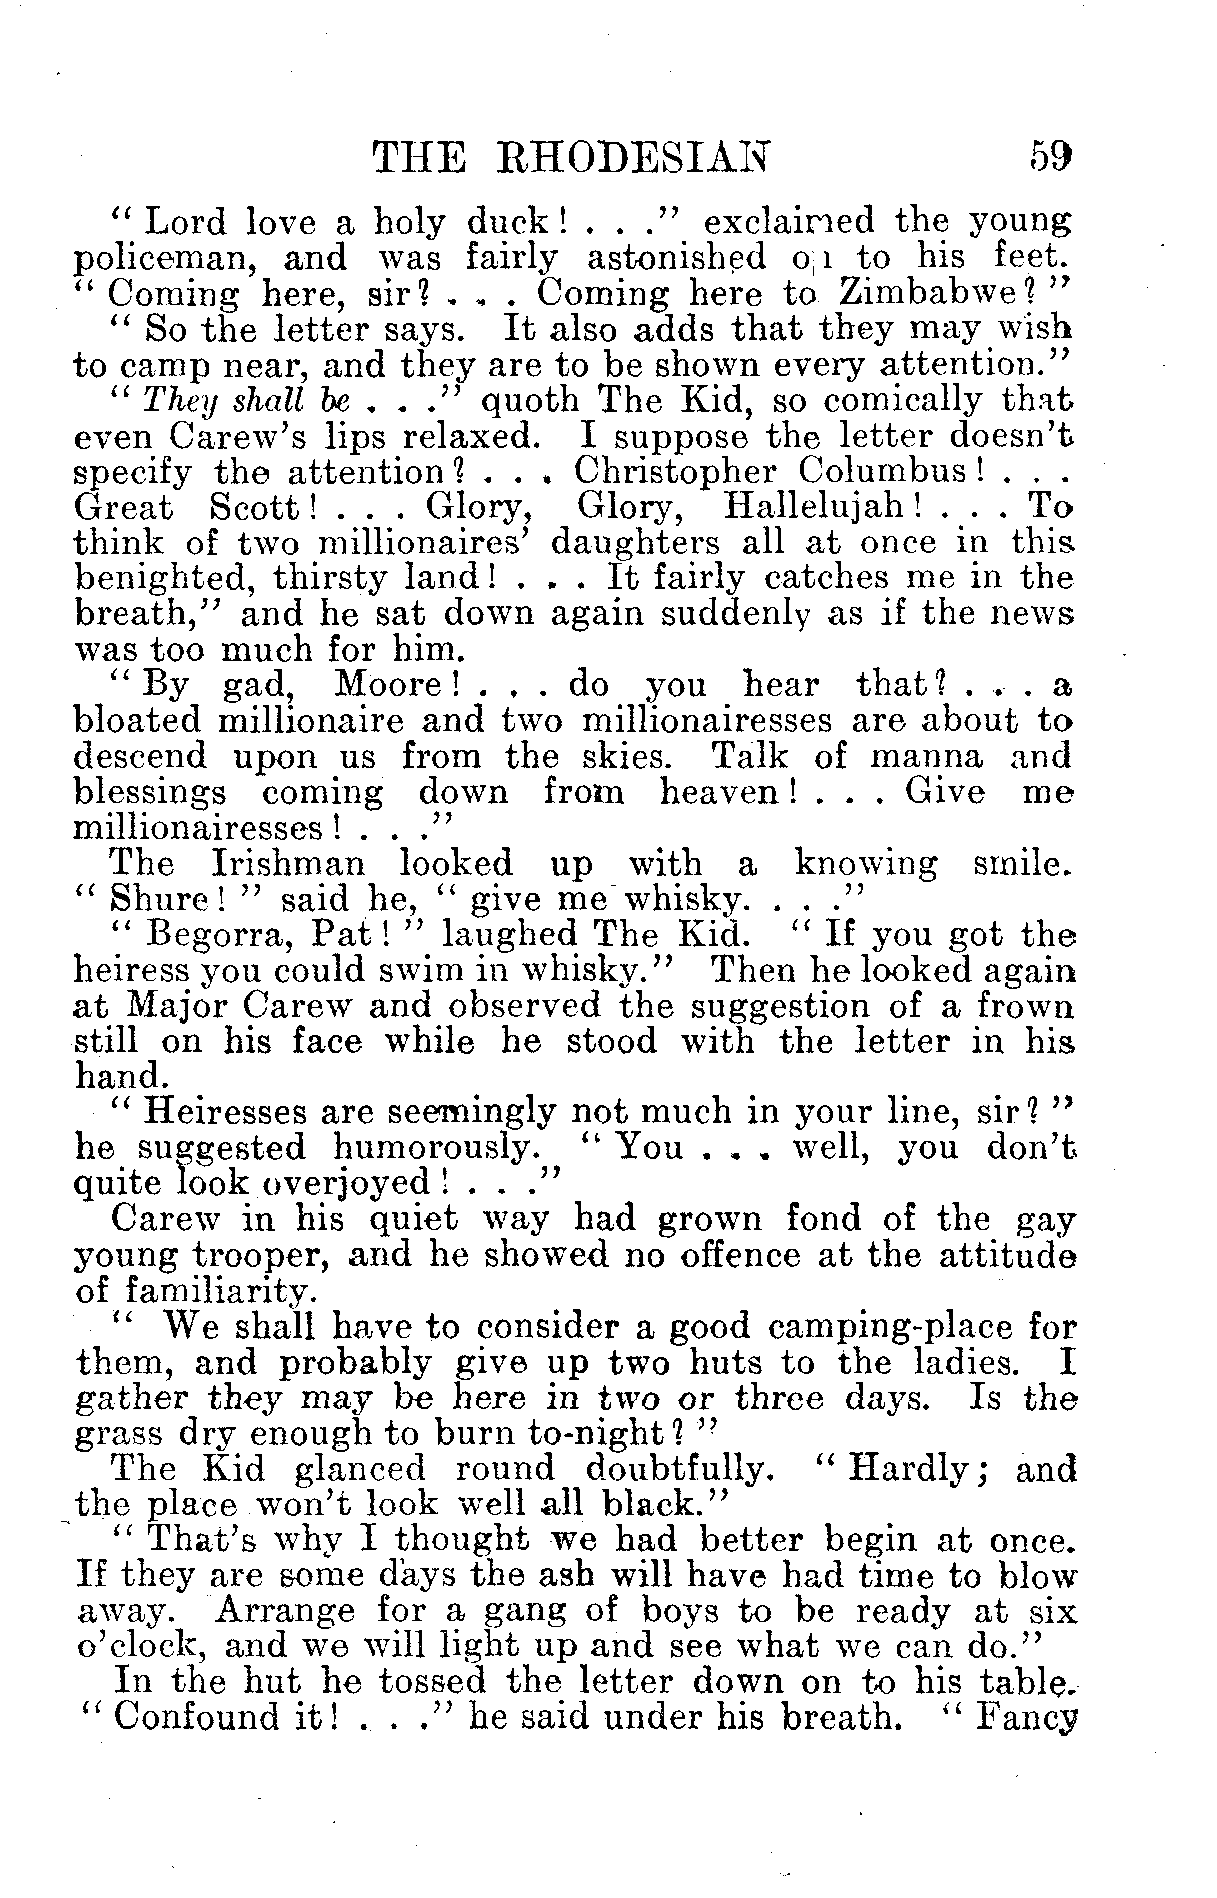 THE RHODESIAN 59
" Lord love a holy duck! . . ." exclaimed the young
policeman, and was fairly astonished on to his feet.
" Coming here, sir? . . . Coming here to Zimbabwe? "
" So the letter says. It also adds that they may wish
to camp near, and they are to be shown every attention."
" They shall be . . ." quoth The Kid, so comically that
even Carew's lips relaxed. I suppose the letter doesn't
specify the attention? . . . Christopher Columbus! . . .
Great Scott! . . . Glory, Glory, Hallelujah! . . . To
think of two millionaires' daughters all at once in this
benighted, thirsty land! . . . It fairly catches me in the
breath," and he sat down again suddenly as if the news
was too much for him.
" By gad, Moore! . . . do you hear that? . . . a
bloated millionaire and two millionairesses are about to
descend upon us from the skies. Talk of manna and
blessings coming down from heaven! . . . Give me
millionairesses! . . ."
The Irishman looked up with a knowing smile.
" Shure! " said he, " give me whisky. . . ."
" Begorra, Pat! " laughed The Kid. " If you got the
heiress you could swim in whisky." Then he looked again
at Major Carew and observed the suggestion of a frown
still on his face while he stood with the letter in his
hand.
" Heiresses are seemingly not much in your line, sir? "
he suggested humorously. " You . . . well, you don't
quite look overjoyed! . . ."
Carew in his quiet way had grown fond of the gay
young trooper, and he showed no offence at the attitude
of familiarity.
" We shall have to consider a good camping-place for
them, and probably give up two huts to the ladies. I
gather they may be here in two or three days. Is the
grass dry enough to burn to-night? "
The Kid glanced round doubtfully. " Hardly; and
the place won't look well all black."
" That's why I thought we had better begin at once.
If they are some days the ash will have had time to blow
away. Arrange for a gang of boys to be ready at six
o'clock, and we will light up and see what we can do."
In the hut he tossed the letter down on to his table.
" Confound it! . . ." he said under his breath. " Fancy